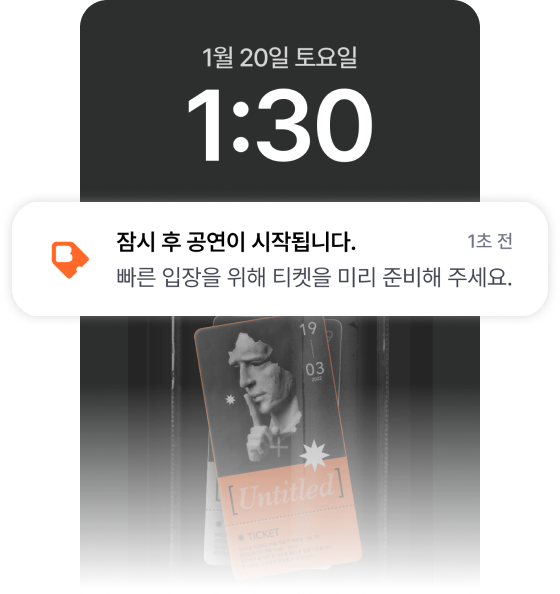 1월 20일 토요일
1:30
잠시 후 공연이 시작됩니다.
1초 전
빠른 입장을 위해 티켓을 미리 준비해 주세요.
19
03
[Untitled]
TICKET